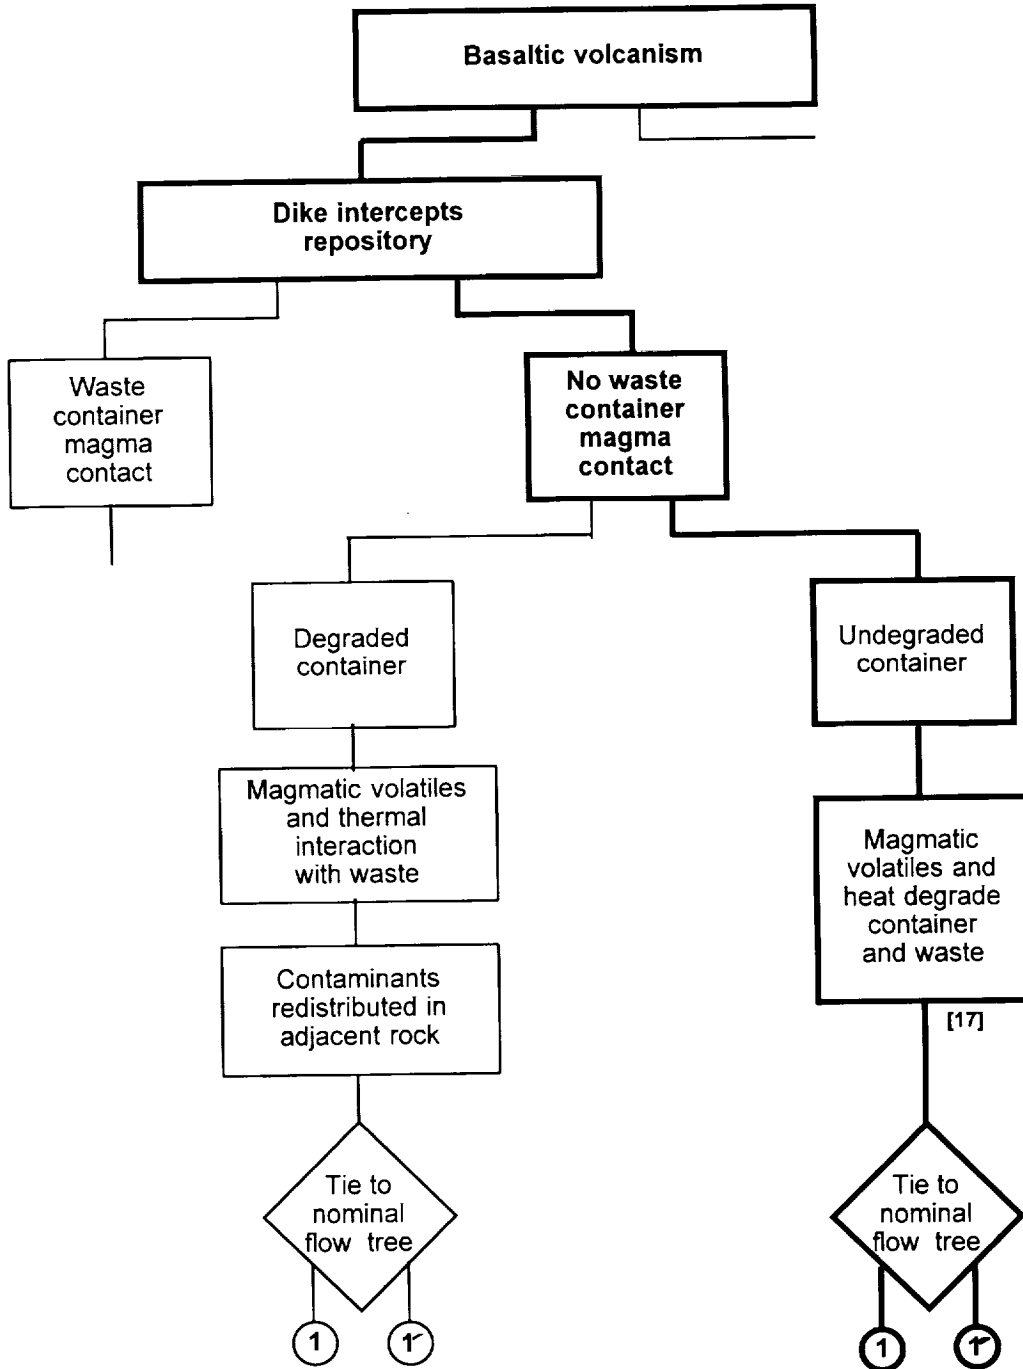 Basaltic volcanism
Dike intercepts
repository
Waste
container
magma
contact
No waste
container
magma
contact
Degraded
container
Undegraded
container
Magmatic volatiles
and thermal
interaction
with waste
Magmatic
volatiles and
heat degrade
container
and waste
Contaminants
redistributed in
adjacent rock
[17]
Tie to
nominal
flow tree
Tie to
nominal
flow tree
1
1′
1
1′